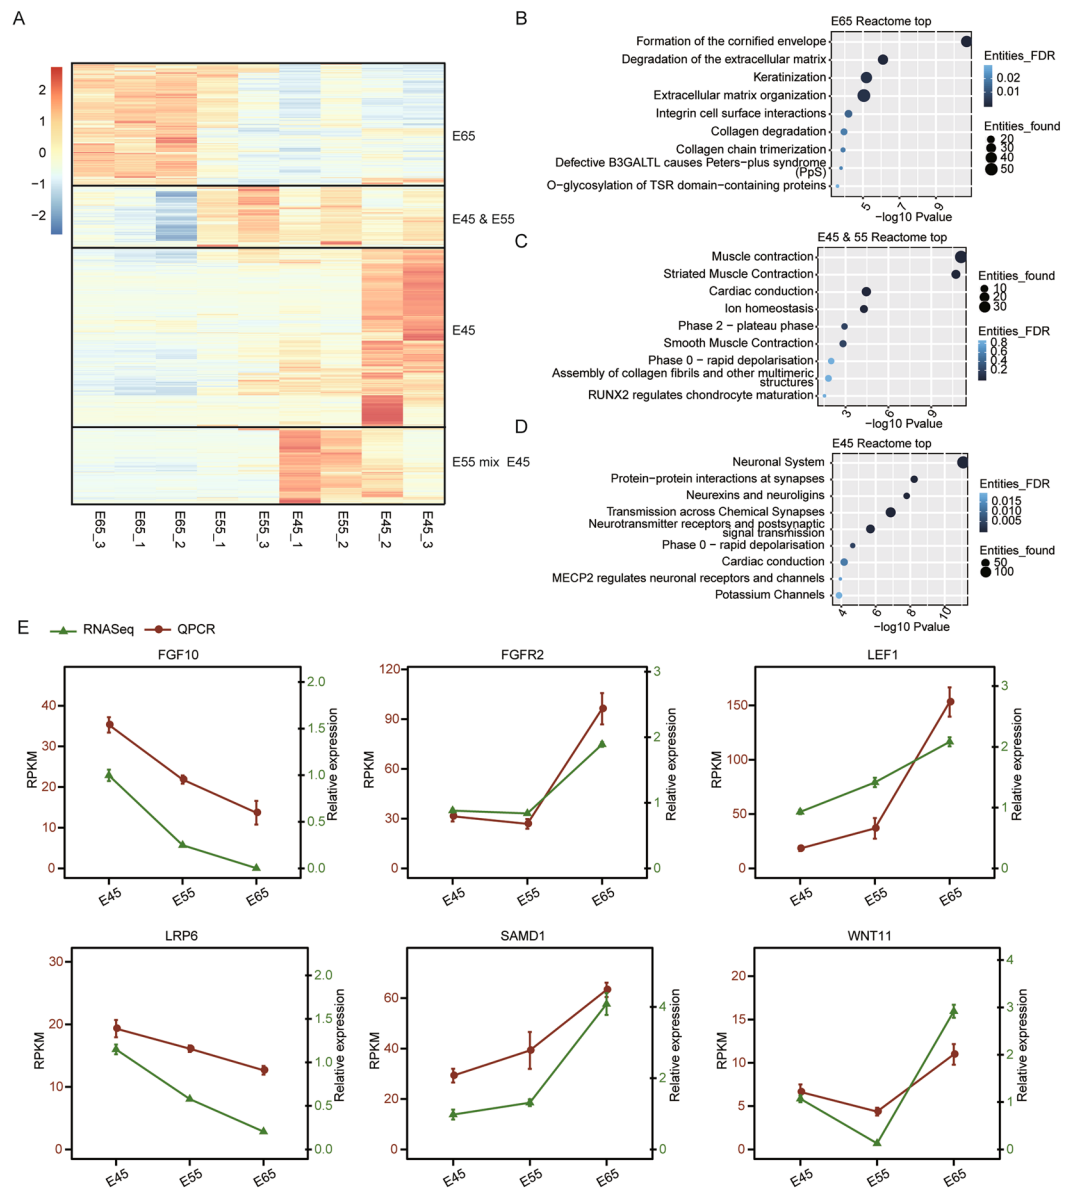 A
2
1
0
−1
−2
E65
E45 & E55
E45
E55 mix E45
E65_3
E65_1
E65_2
E55_1
E55_3
E45_1
E55_2
E45_2
E45_3
B
E65 Reactome top
Formation of the cornified envelope
Degradation of the extracellular matrix
Keratinization
Extracellular matrix organization
Integrin cell surface interactions
Collagen degradation
Collagen chain trimerization
Defective B3GALTL causes Peters−plus syndrome
(PpS)
O−glycosylation of TSR domain−containing proteins
5
7
9
−log10 Pvalue
Entities_FDR
0.02
0.01
Entities_found
20
30
40
50
C
E45 & 55 Reactome top
Muscle contraction
Striated Muscle Contraction
Cardiac conduction
Ion homeostasis
Phase 2 − plateau phase
Smooth Muscle Contraction
Phase 0 − rapid depolarisation
Assembly of collagen fibrils and other multimeric
structures
RUNX2 regulates chondrocyte maturation
3
6
9
−log10 Pvalue
Entities_found
10
20
30
Entities_FDR
0.8
0.6
0.4
0.2
D
E45 Reactome top
Neuronal System
Protein−protein interactions at synapses
Neurexins and neuroligins
Transmission across Chemical Synapses
Neurotransmitter receptors and postsynaptic
signal transmission
Phase 0 − rapid depolarisation
Cardiac conduction
MECP2 regulates neuronal receptors and channels
Potassium Channels
4
6
8
10
−log10 Pvalue
Entities_FDR
0.015
0.010
0.005
Entities_found
50
100
E
RNASeq
QPCR
FGF10
RPKM
40
30
20
10
0
2.0
1.5
1.0
0.5
0.0
Relative expression
E45
E55
E65
FGFR2
RPKM
120
90
60
30
0
3
2
1
0
Relative expression
E45
E55
E65
LEF1
RPKM
150
100
50
0
3
2
1
0
Relative expression
E45
E55
E65
LRP6
RPKM
30
20
10
0
2.0
1.5
1.0
0.5
0.0
Relative expression
E45
E55
E65
SAMD1
RPKM
60
40
20
0
4
2
0
Relative expression
E45
E55
E65
WNT11
RPKM
20
15
10
5
0
4
3
2
1
0
Relative expression
E45
E55
E65